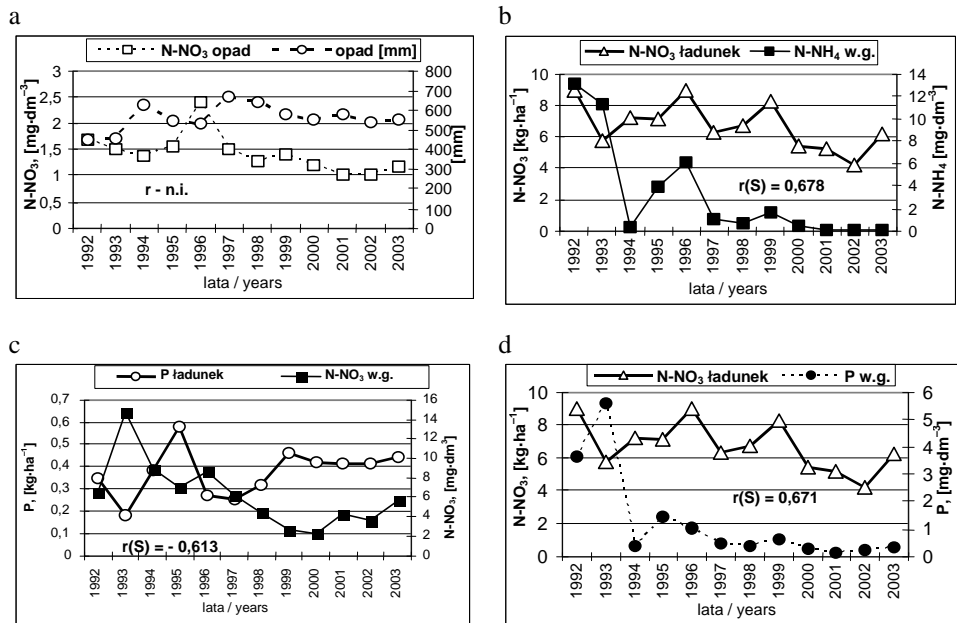 a
N-NO₃ opad opad [mm]
N-NO₃, [mg·dm⁻³]
3
2,5
2
1,5
1
0,5
0
800
700
600
500
400
300
200
100
0
[mm]
r - n.i.
1992 1993 1994 1995 1996 1997 1998 1999 2000 2001 2002 2003
lata / years
b
N-NO₃ ładunek N-NH₄ w.g.
N-NO₃ [kg·ha⁻¹]
10
8
6
4
2
0
14
12
10
8
6
4
2
0
N-NH₄ [mg·dm⁻³]
r(S) = 0,678
1992 1993 1994 1995 1996 1997 1998 1999 2000 2001 2002 2003
lata / years
c
P ładunek N-NO₃ w.g.
P, [kg·ha⁻¹]
0,7
0,6
0,5
0,4
0,3
0,2
0,1
0
16
14
12
10
8
6
4
2
0
N-NO₃, [mg·dm⁻³]
r(S) = - 0,613
1992 1993 1994 1995 1996 1997 1998 1999 2000 2001 2002 2003
lata / years
d
N-NO₃ ładunek P w.g.
N-NO₃ [kg·ha⁻¹]
10
8
6
4
2
0
6
5
4
3
2
1
0
P, [mg·dm⁻³]
r(S) = 0,671
1992 1993 1994 1995 1996 1997 1998 1999 2000 2001 2002 2003
lata / years